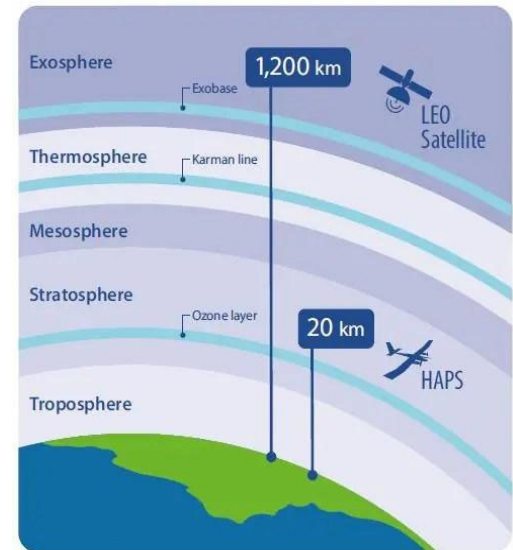 Exosphere
1,200 km
Exobase
LEO
Satellite
Thermosphere
Karman line
Mesosphere
Stratosphere
Ozone layer
20 km
HAPS
Troposphere